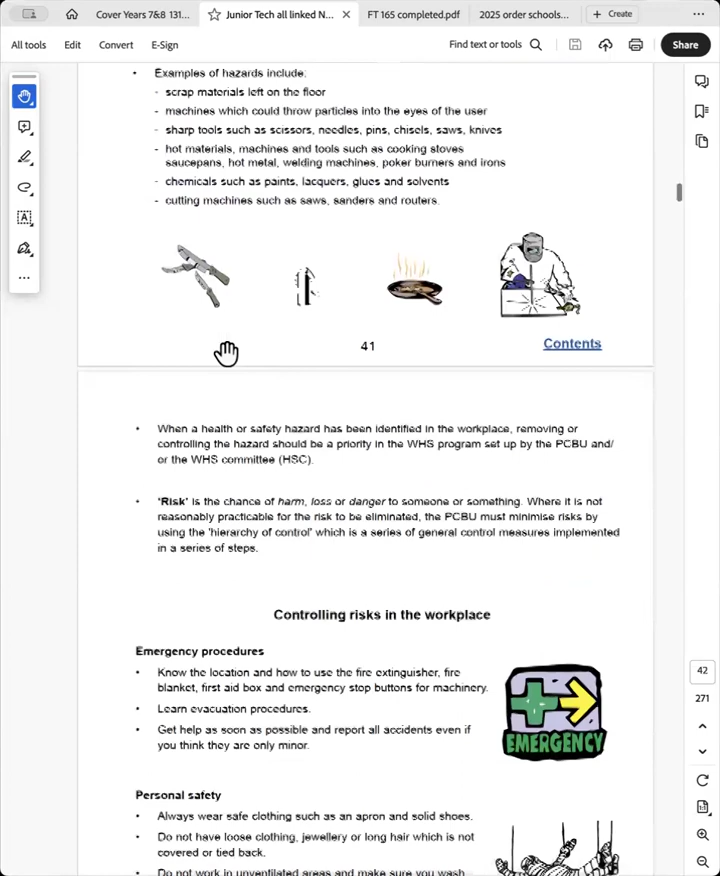 Cover Years 7&8 131...
Junior Tech all linked N...
FT 165 completed.pdf
2025 order schools...
Create
All tools
Edit
Convert
E-Sign
Find text or tools
Share
• Examples of hazards include:
- scrap materials left on the floor
- machines which could throw particles into the eyes of the user
- sharp tools such as scissors, needles, pins, chisels, saws, knives
- hot materials, machines and tools such as cooking stoves
saucepans, hot metal, welding machines, poker burners and irons
- chemicals such as paints, lacquers, glues and solvents
- cutting machines such as saws, sanders and routers.
41
Contents
• When a health or safety hazard has been identified in the workplace, removing or
controlling the hazard should be a priority in the WHS program set up by the PCBU and/
or the WHS committee (HSC).
• 'Risk' is the chance of harm, loss or danger to someone or something. Where it is not
reasonably practicable for the risk to be eliminated, the PCBU must minimise risks by
using the 'hierarchy of control' which is a series of general control measures implemented
in a series of steps.
Controlling risks in the workplace
Emergency procedures
• Know the location and how to use the fire extinguisher, fire
blanket, first aid box and emergency stop buttons for machinery.
• Learn evacuation procedures.
• Get help as soon as possible and report all accidents even if
you think they are only minor.
EMERGENCY
42
271
Personal safety
• Always wear safe clothing such as an apron and solid shoes.
• Do not have loose clothing, jewellery or long hair which is not
covered or tied back.
• Do not work in unventilated areas and make sure you wash